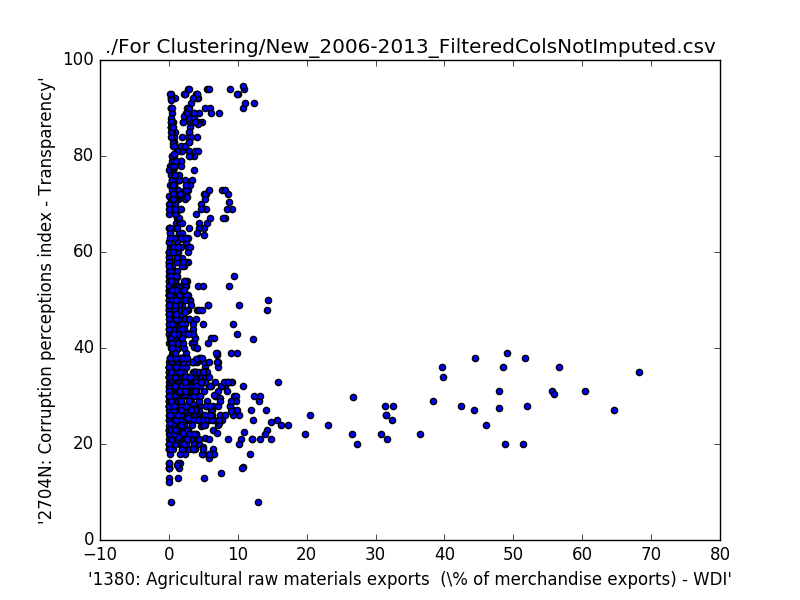 ./For Clustering/New_2006-2013_FilteredColsNotImputed.csv
100
80
60
40
20
0
'2704N: Corruption perceptions index - Transparency'
−10 0 10 20 30 40 50 60 70 80
'1380: Agricultural raw materials exports  (\% of merchandise exports) - WDI'